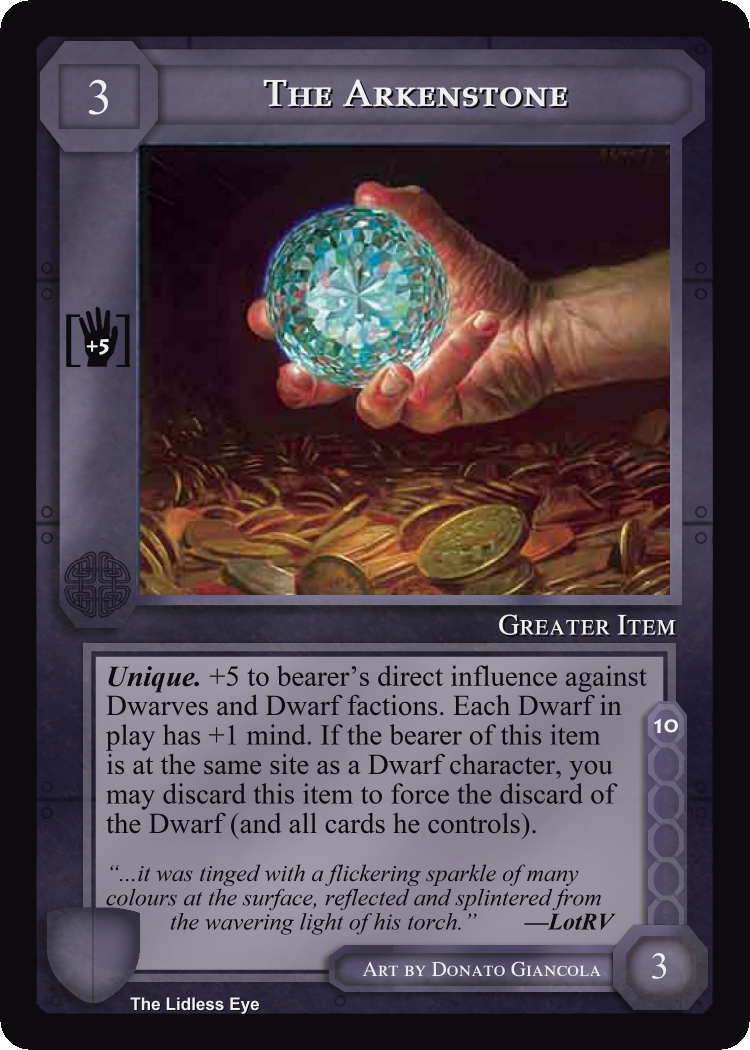 3
The Arkenstone
[+5]
Greater Item
Unique. +5 to bearer's direct influence against
Dwarves and Dwarf factions. Each Dwarf in
play has +1 mind. If the bearer of this item
is at the same site as a Dwarf character, you
may discard this item to force the discard of
the Dwarf (and all cards he controls).
10
“...it was tinged with a flickering sparkle of many
colours at the surface, reflected and splintered from
the wavering light of his torch.” —LotRV
Art by Donato Giancola
3
The Lidless Eye